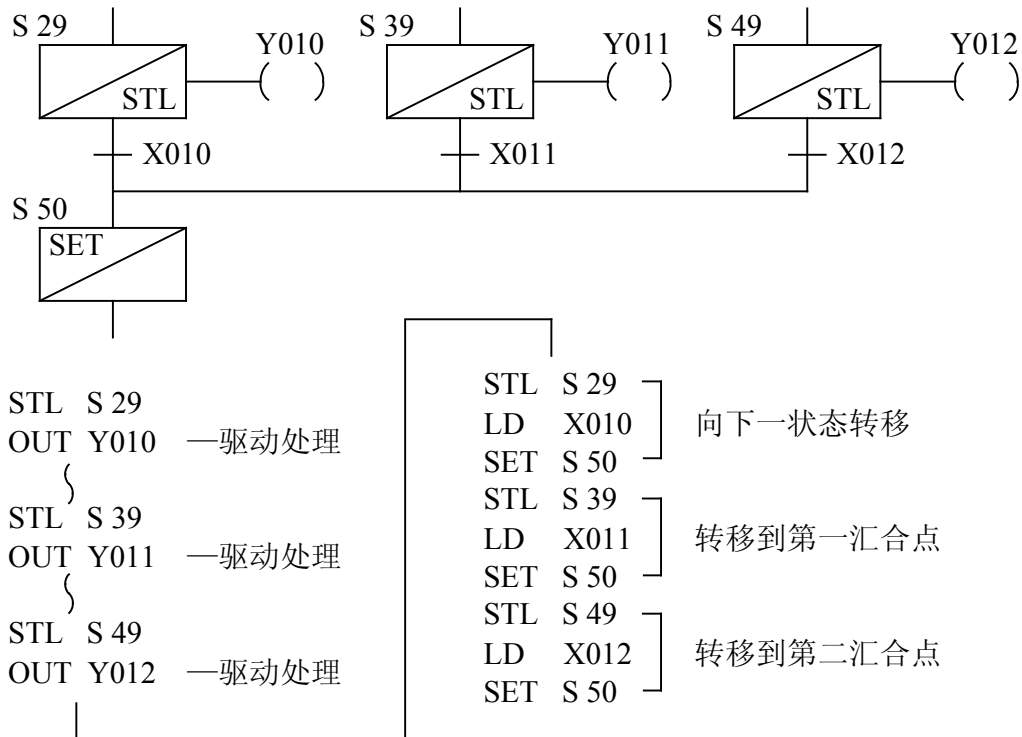 S 29
Y010
STL
X010
S 39
Y011
STL
X011
S 49
Y012
STL
X012
S 50
SET
STL S 29
OUT Y010 —驱动处理
STL S 39
OUT Y011 —驱动处理
STL S 49
OUT Y012 —驱动处理
STL S 29
LD X010 向下一状态转移
SET S 50
STL S 39
LD X011 转移到第一汇合点
SET S 50
STL S 49
LD X012 转移到第二汇合点
SET S 50